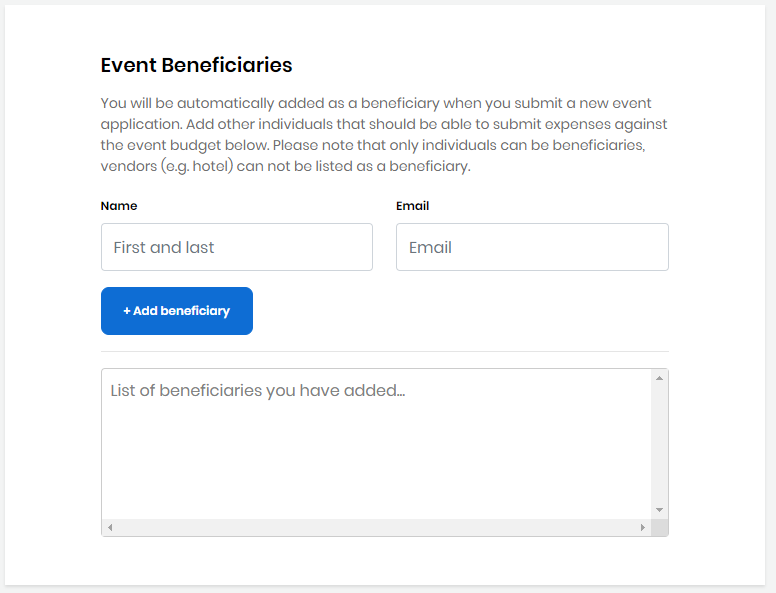 Event Beneficiaries
You will be automatically added as a beneficiary when you submit a new event
application. Add other individuals that should be able to submit expenses against
the event budget below. Please note that only individuals can be beneficiaries,
vendors (e.g. hotel) can not be listed as a beneficiary.
Name
Email
First and last
Email
+ Add beneficiary
List of beneficiaries you have added...